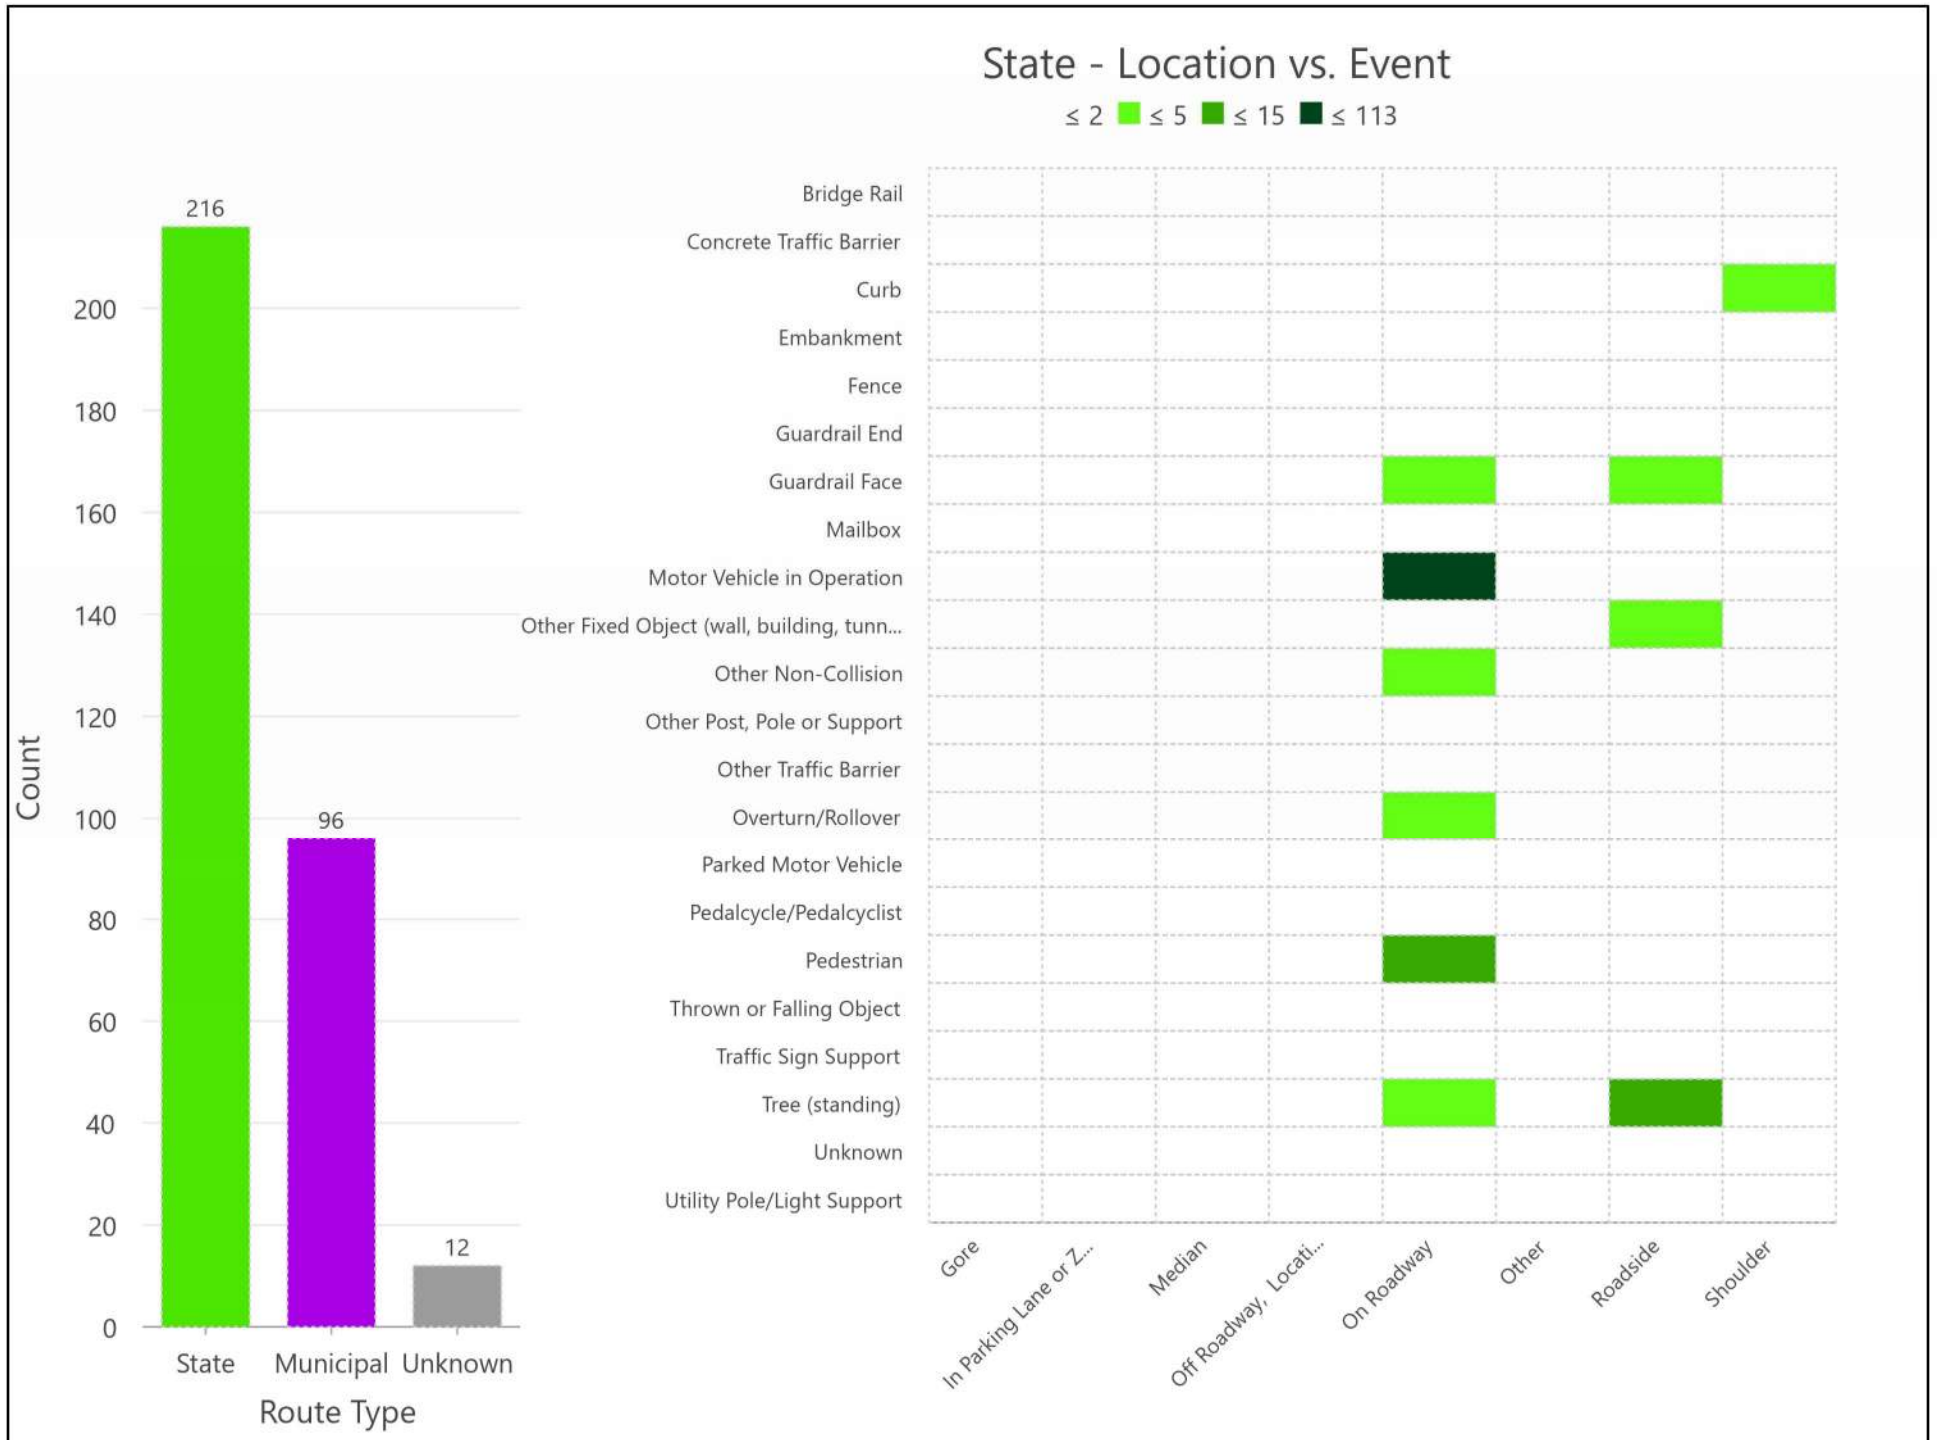 State - Location vs. Event
≤ 2 ≤ 5 ≤ 15 ≤ 113
216
96
12
200
180
160
140
120
100
80
60
40
20
0
Count
State Municipal Unknown
Route Type
Bridge Rail
Concrete Traffic Barrier
Curb
Embankment
Fence
Guardrail End
Guardrail Face
Mailbox
Motor Vehicle in Operation
Other Fixed Object (wall, building, tunn...
Other Non-Collision
Other Post, Pole or Support
Other Traffic Barrier
Overturn/Rollover
Parked Motor Vehicle
Pedalcycle/Pedalcyclist
Pedestrian
Thrown or Falling Object
Traffic Sign Support
Tree (standing)
Unknown
Utility Pole/Light Support
Gore
In Parking Lane or Z...
Median
Off Roadway, Locati...
On Roadway
Other
Roadside
Shoulder